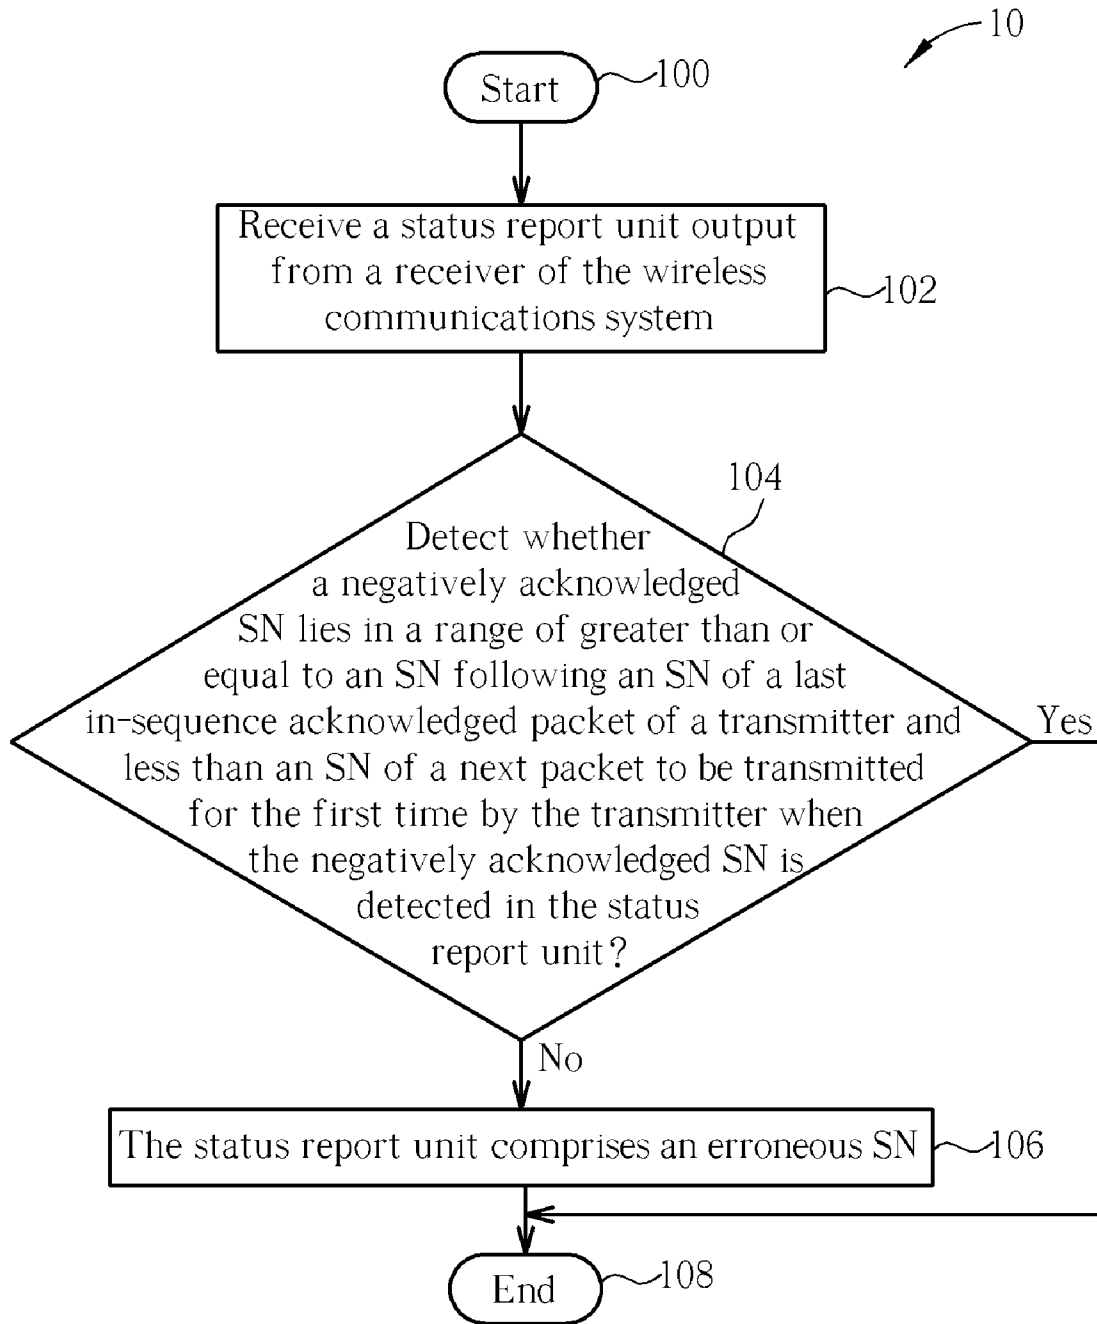 10
Start
100
Receive a status report unit output
from a receiver of the wireless
communications system
102
104
Detect whether
a negatively acknowledged
SN lies in a range of greater than or
equal to an SN following an SN of a last
in-sequence acknowledged packet of a transmitter and
less than an SN of a next packet to be transmitted
for the first time by the transmitter when
the negatively acknowledged SN is
detected in the status
report unit?
Yes
No
The status report unit comprises an erroneous SN
106
End
108